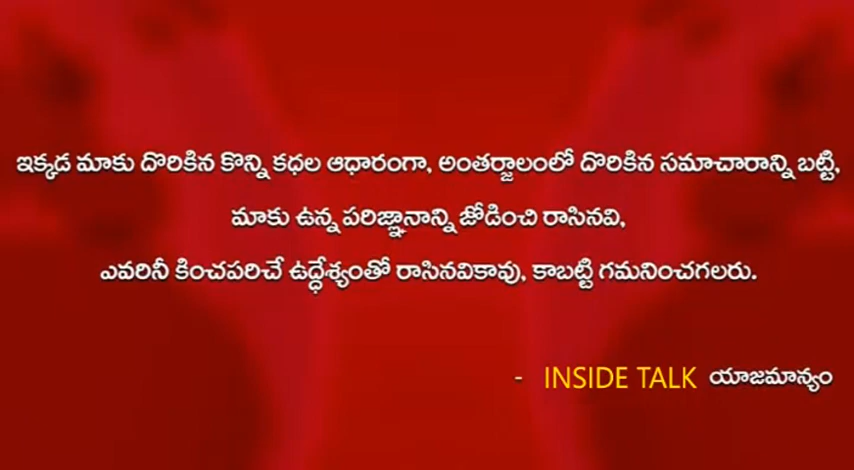 ఇక్కడ మాకు దొరికిన కొన్ని కధల ఆధారంగా, అంతర్జాలంలో దొరికిన సమాచారాన్ని బట్టి,
మాకు ఉన్న పరిజ్ఞానాన్ని జోడించి రాసినవి,
ఎవరినీ కించపరిచే ఉద్ధేశ్యంతో రాసినవికావు, కాబట్టి గమనించగలరు.
- INSIDE TALK యాజమాన్యం